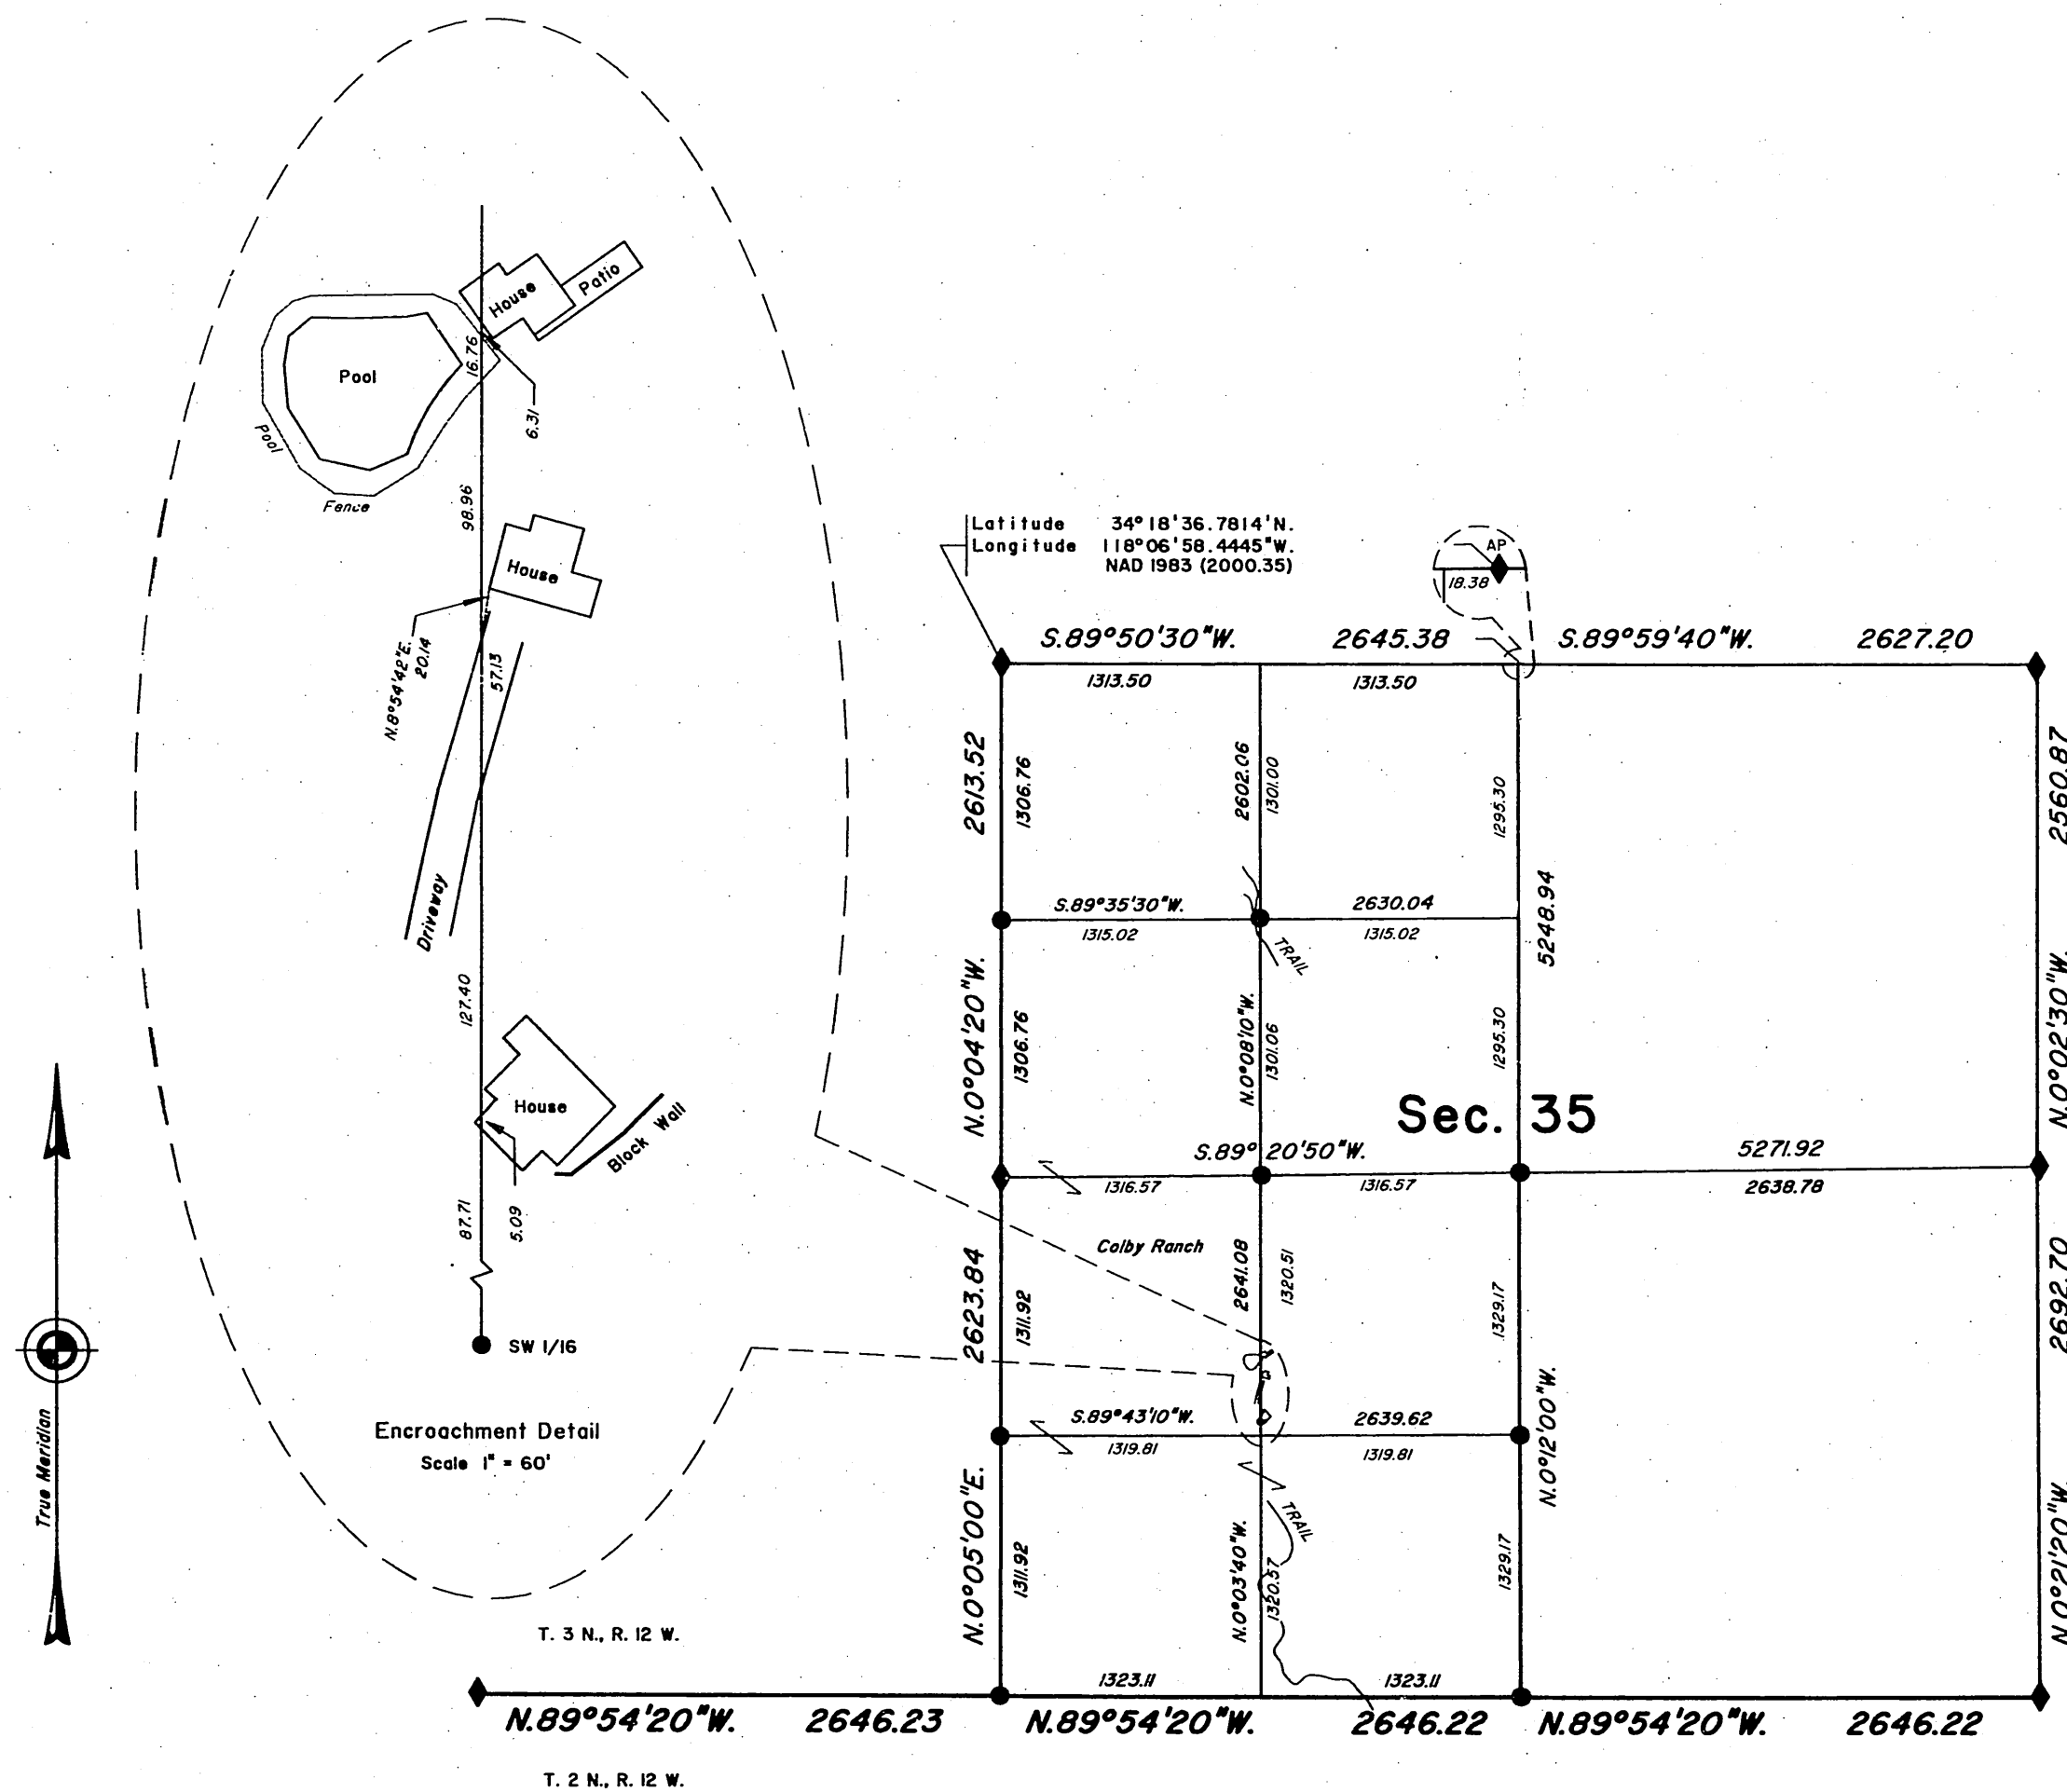 House
Patio
16.76
Pool
6.31
Pool
Fence
98.96
House
N.8°54'42"E.
20.14
57.13
Driveway
127.40
House
Block Wall
87.71
5.09
SW 1/16
Encroachment Detail
Scale 1" = 60'
True Meridian
T. 3 N., R. 12 W.
Latitude 34°18'36.7814'N.
Longitude 118°06'58.4445"W.
NAD 1983 (2000.35)
AP
18.38
S.89°50'30"W. 2645.38 S.89°59'40"W. 2627.20
1313.50 1313.50
2613.52
1306.76
2602.06
1301.00
1295.30
2560.87
5248.94
S.89°35'30"W. 2630.04
1315.02 1315.02
TRAIL
N.0°04'20"W.
1306.76
N.0°08'10"W.
1301.06
1295.30
N.0°02'30"W.
Sec. 35
S.89°20'50"W. 5271.92
1316.57 1316.57 2638.78
Colby Ranch
2623.84
1311.92
2641.08
1320.51
1329.17
2692.70
S.89°43'10"W. 2639.62
1319.81 1319.81
N.0°12'00"W.
TRAIL
N.0°05'00"E.
1311.92
N.0°03'40"W.
1320.57
1329.17
N.0°21'20"W.
1323.11 1323.11
N.89°54'20"W. 2646.23 N.89°54'20"W. 2646.22 N.89°54'20"W. 2646.22
T. 2 N., R. 12 W.